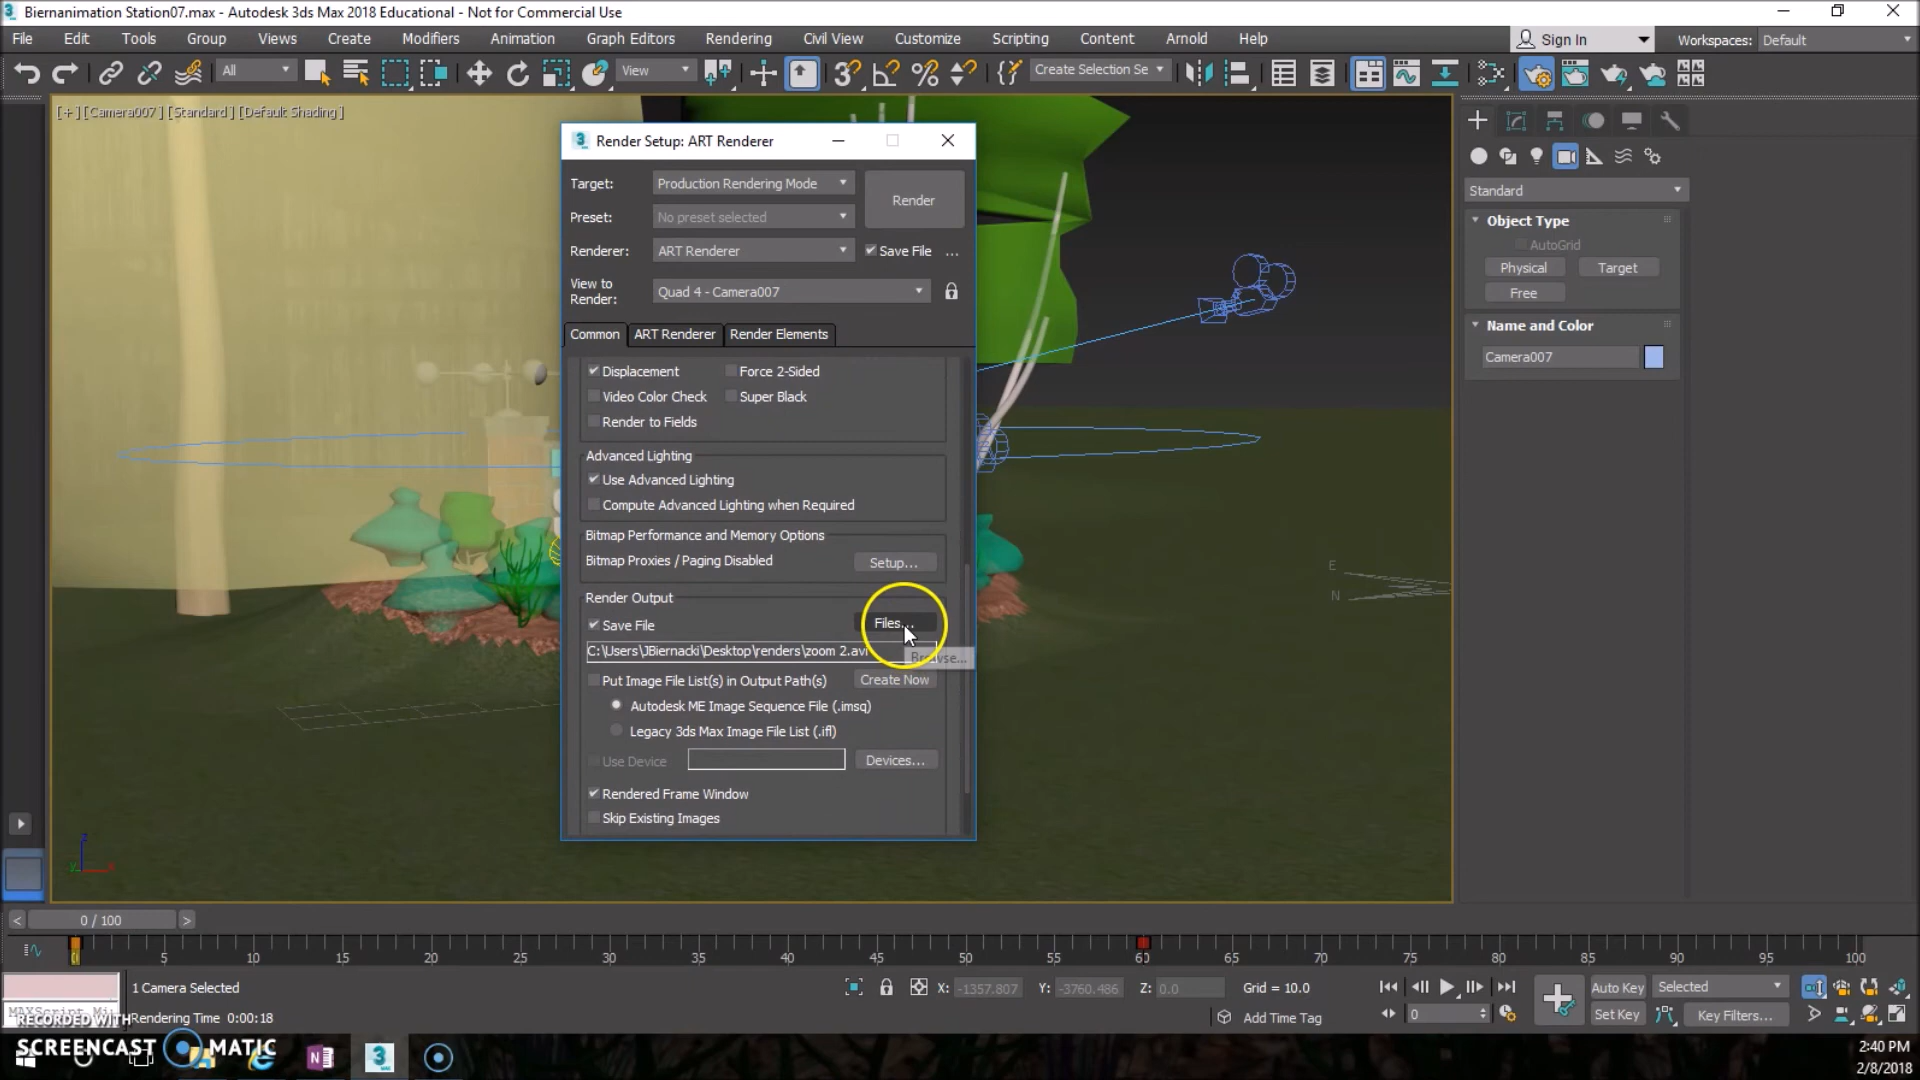 Biernanimation Station07.max - Autodesk 3ds Max 2018 Educational - Not for Commercial Use
File Edit Tools Group Views Create Modifiers Animation Graph Editors Rendering Civil View Customize Scripting Content Arnold Help
Sign In
Workspaces: Default
All
View
Create Selection Se
[+] [Camera007] [Standard] [Default Shading]
Render Setup: ART Renderer
Target: Production Rendering Mode
Render
Preset: No preset selected
Renderer: ART Renderer
Save File ...
View to
Render:
Quad 4 - Camera007
Common ART Renderer Render Elements
Displacement Force 2-Sided
Video Color Check Super Black
Render to Fields
Advanced Lighting
Use Advanced Lighting
Compute Advanced Lighting when Required
Bitmap Performance and Memory Options
Bitmap Proxies / Paging Disabled Setup...
Render Output
Save File Files...
C:\Users\JBiernacki\Desktop\renders\zoom 2.avi
Browse...
Put Image File List(s) in Output Path(s) Create Now
Autodesk ME Image Sequence File (.imsq)
Legacy 3ds Max Image File List (.ifl)
Use Device Devices...
Rendered Frame Window
Skip Existing Images
Standard
Object Type
AutoGrid
Physical Target
Free
Name and Color
Camera007
E
N
z
x
< 0 / 100 >
0 5 10 15 20 25 30 35 40 45 50 55 60 65 70 75 80 85 90 95 100
1 Camera Selected
X: -1357.807 Y: -3760.486 Z: 0.0 Grid = 10.0
Auto Key Selected
Rendering Time 0:00:18
Add Time Tag
0
Set Key Key Filters...
RECORDED WITH
SCREENCAST MATIC
2:40 PM
2/8/2018